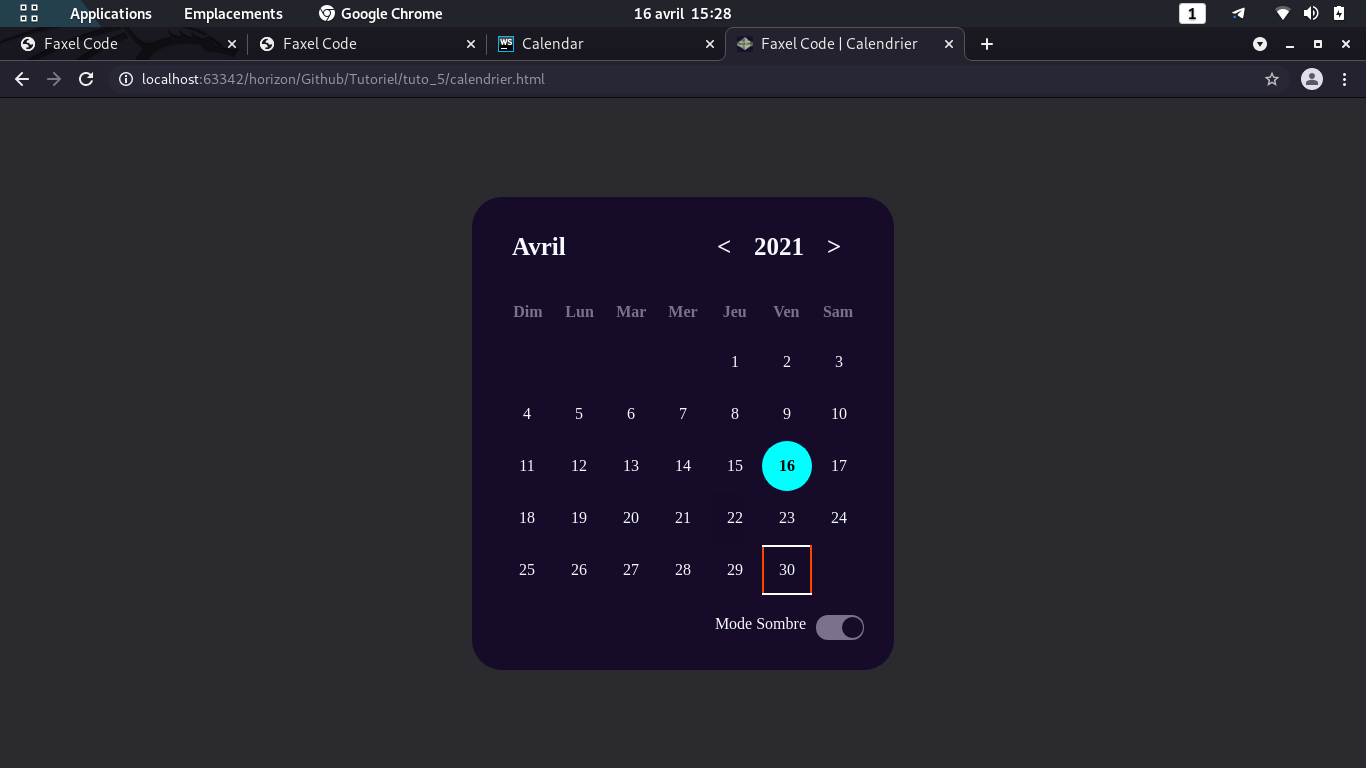 Applications Emplacements Google Chrome 16 avril 15:28 1
Faxel Code Faxel Code WS Calendar Faxel Code | Calendrier
localhost:63342/horizon/Github/Tutoriel/tuto_5/calendrier.html
Avril < 2021 >
Dim Lun Mar Mer Jeu Ven Sam
1 2 3
4 5 6 7 8 9 10
11 12 13 14 15 16 17
18 19 20 21 22 23 24
25 26 27 28 29 30
Mode Sombre